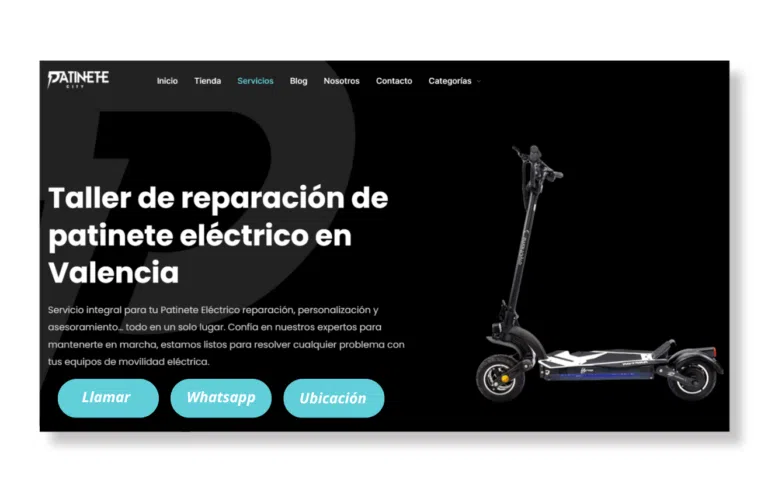 PATINETE
CITY
Inicio Tienda Servicios Blog Nosotros Contacto Categorías
Taller de reparación de
patinete eléctrico en
Valencia
Servicio integral para tu Patinete Eléctrico reparación, personalización y
asesoramiento… todo en un solo lugar. Confía en nuestros expertos para
mantenerte en marcha, estamos listos para resolver cualquier problema con
tus equipos de movilidad eléctrica.
Llamar Whatsapp Ubicación